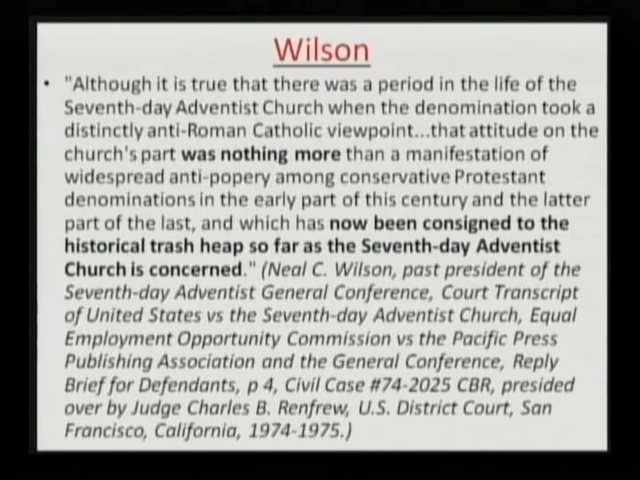 Wilson
• "Although it is true that there was a period in the life of the
Seventh-day Adventist Church when the denomination took a
distinctly anti-Roman Catholic viewpoint...that attitude on the
church's part was nothing more than a manifestation of
widespread anti-popery among conservative Protestant
denominations in the early part of this century and the latter
part of the last, and which has now been consigned to the
historical trash heap so far as the Seventh-day Adventist
Church is concerned." (Neal C. Wilson, past president of the
Seventh-day Adventist General Conference, Court Transcript
of United States vs the Seventh-day Adventist Church, Equal
Employment Opportunity Commission vs the Pacific Press
Publishing Association and the General Conference, Reply
Brief for Defendants, p 4, Civil Case #74-2025 CBR, presided
over by Judge Charles B. Renfrew, U.S. District Court, San
Francisco, California, 1974-1975.)